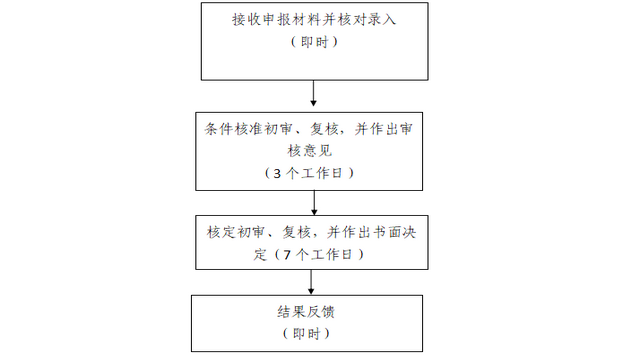 接收申报材料并核对录入
（即时）
条件核准初审、复核，并作出审
核意见
（3 个工作日）
核定初审、复核，并作出书面决
定（7 个工作日）
结果反馈
（即时）